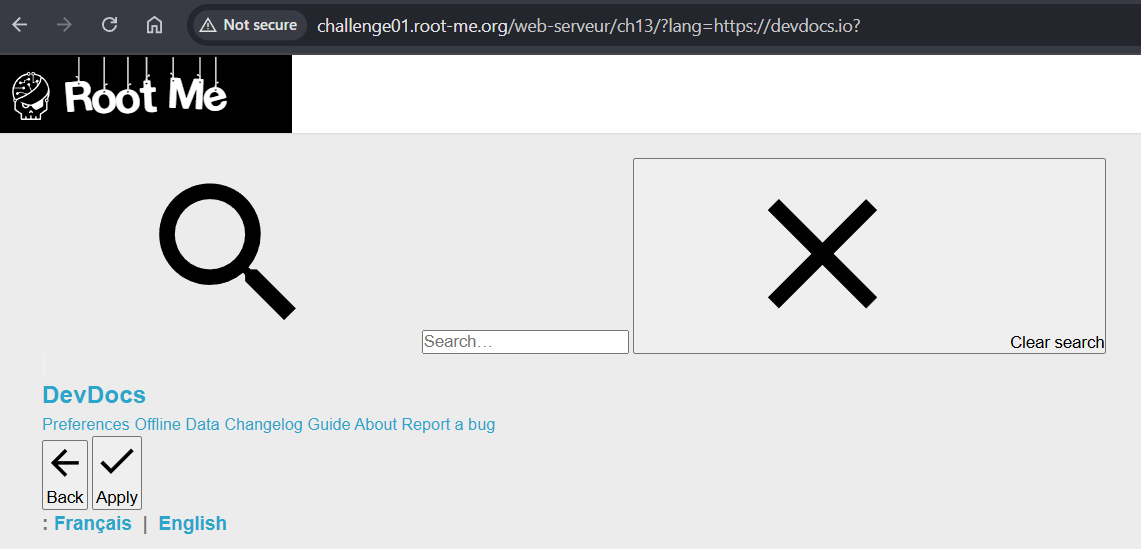 Not secure challenge01.root-me.org/web-serveur/ch13/?lang=https://devdocs.io?
Root Me
Search…
Clear search
DevDocs
Preferences Offline Data Changelog Guide About Report a bug
Back Apply
: Français | English